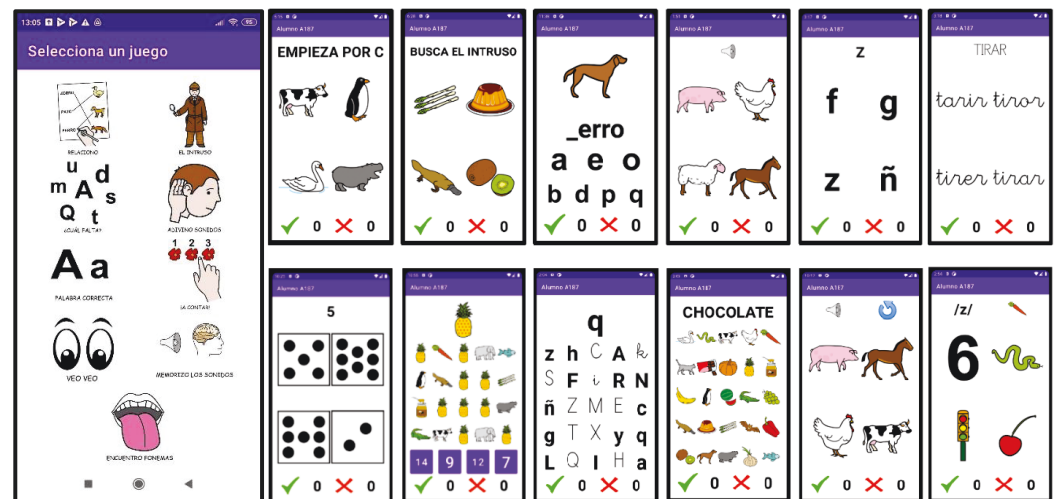 13:05
95
Selecciona un juego
RELACIONO
EL INTRUSO
u
m A d
s
Q t
¿CUÁL FALTA?
ADIVINO SONIDOS
A a
PALABRA CORRECTA
1 2 3
¡A CONTAR!
VEO VEO
MEMORIZO LOS SONIDOS
ENCUENTRO FONEMAS
Alumno A187
EMPIEZA POR C
0 0
Alumno A187
BUSCA EL INTRUSO
0 0
Alumno A187
_erro
a e o
b d p q
0 0
Alumno A187
0 0
Alumno A187
z
f g
z ñ
0 0
Alumno A187
TIRAR
tarir tiror
tirer tirar
0 0
Alumno A187
5
0 0
Alumno A187
14 9 12 7
0 0
Alumno A187
q
z h C A k
S F i R N
ñ Z M E c
g T X y q
L Q l H a
0 0
Alumno A187
CHOCOLATE
0 0
Alumno A187
0 0
Alumno A187
/z/
6
0 0